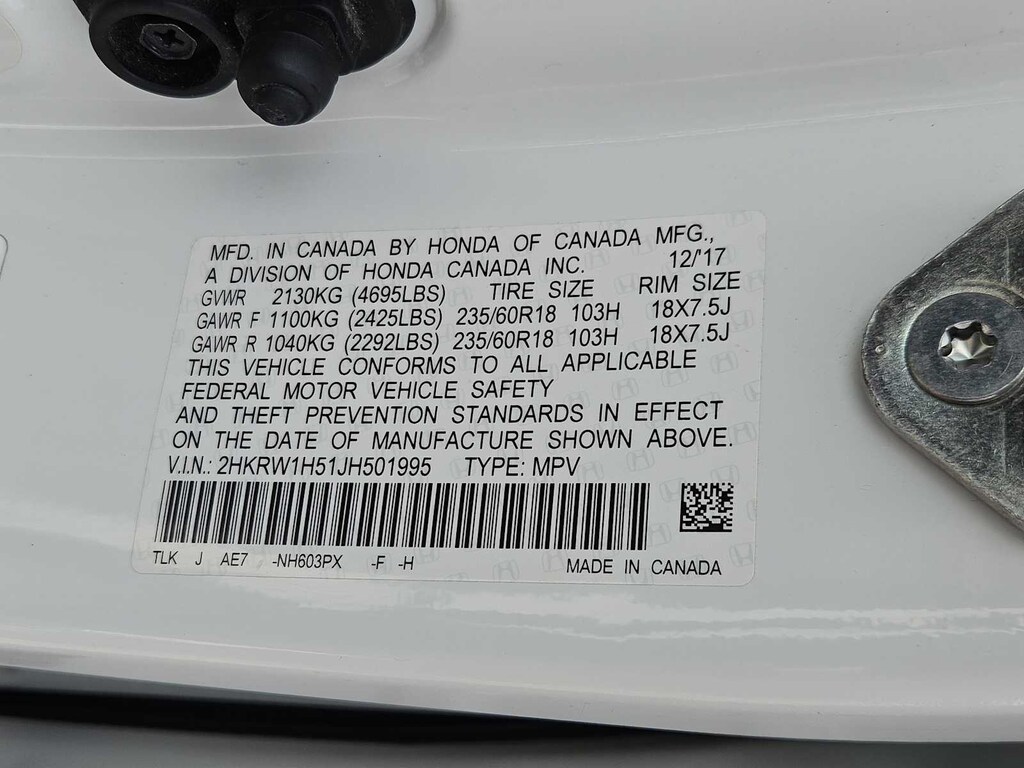 MFD. IN CANADA BY HONDA OF CANADA MFG.,
A DIVISION OF HONDA CANADA INC. 12/'17
GVWR 2130KG (4695LBS) TIRE SIZE RIM SIZE
GAWR F 1100KG (2425LBS) 235/60R18 103H 18X7.5J
GAWR R 1040KG (2292LBS) 235/60R18 103H 18X7.5J
THIS VEHICLE CONFORMS TO ALL APPLICABLE
FEDERAL MOTOR VEHICLE SAFETY
AND THEFT PREVENTION STANDARDS IN EFFECT
ON THE DATE OF MANUFACTURE SHOWN ABOVE.
V.I.N.: 2HKRW1H51JH501995 TYPE: MPV
TLK J AE7 -NH603PX -F -H MADE IN CANADA